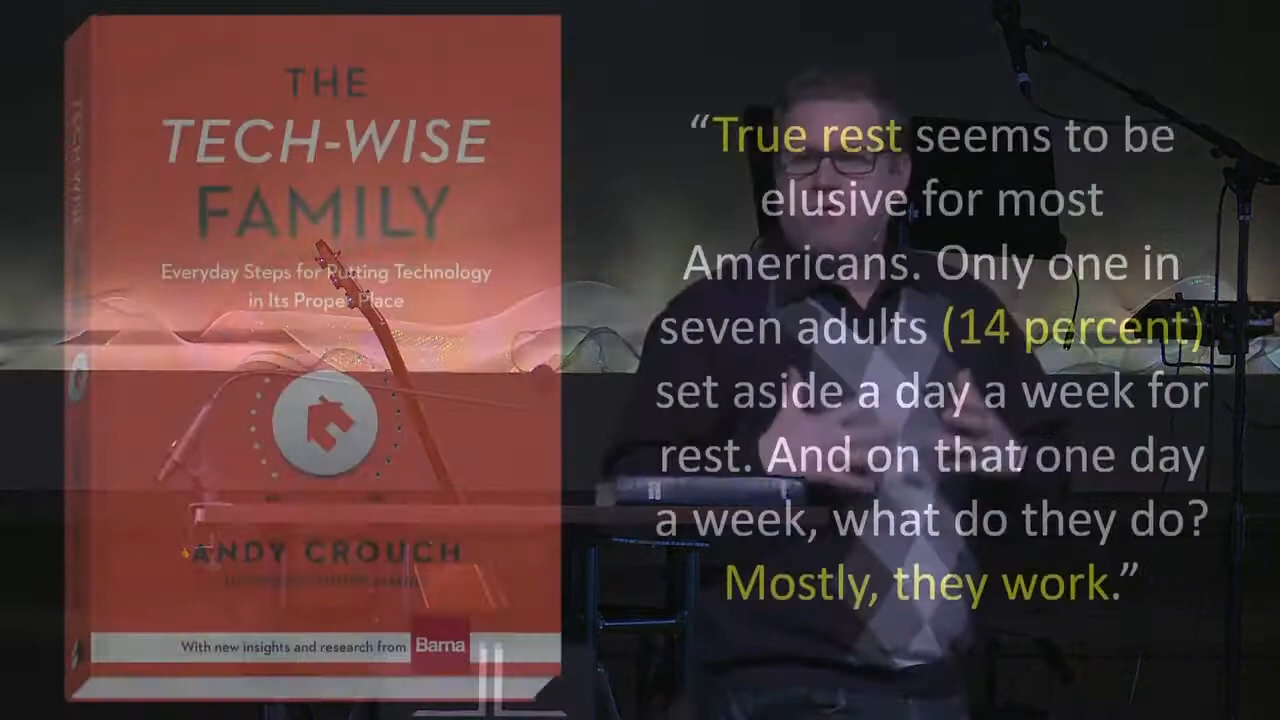 THE
TECH-WISE
FAMILY
Everyday Steps for Putting Technology
in Its Proper Place
ANDY CROUCH
With new insights and research from Barna
“True rest seems to be
elusive for most
Americans. Only one in
seven adults (14 percent)
set aside a day a week for
rest. And on that one day
a week, what do they do?
Mostly, they work.”